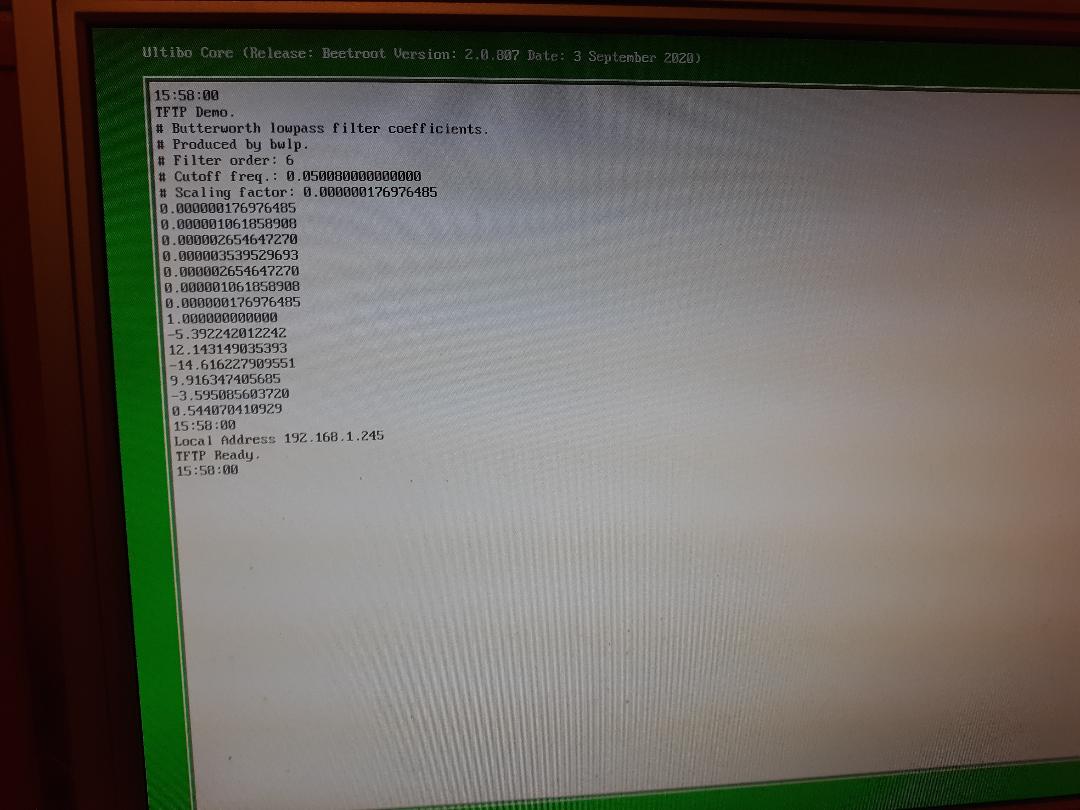 Ultibo Core (Release: Beetroot Version: 2.0.807 Date: 3 September 2020)
15:58:00
TFTP Demo.
# Butterworth lowpass filter coefficients.
# Produced by bwlp.
# Filter order: 6
# Cutoff freq.: 0.050080000000000
# Scaling factor: 0.000000176976485
0.000000176976485
0.000001061858908
0.000002654647270
0.000003539529693
0.000002654647270
0.000001061858908
0.000000176976485
1.000000000000
-5.392242012242
12.143149035393
-14.616227909551
9.916347405685
-3.595085603720
0.544070410929
15:58:00
Local Address 192.168.1.245
TFTP Ready.
15:58:00